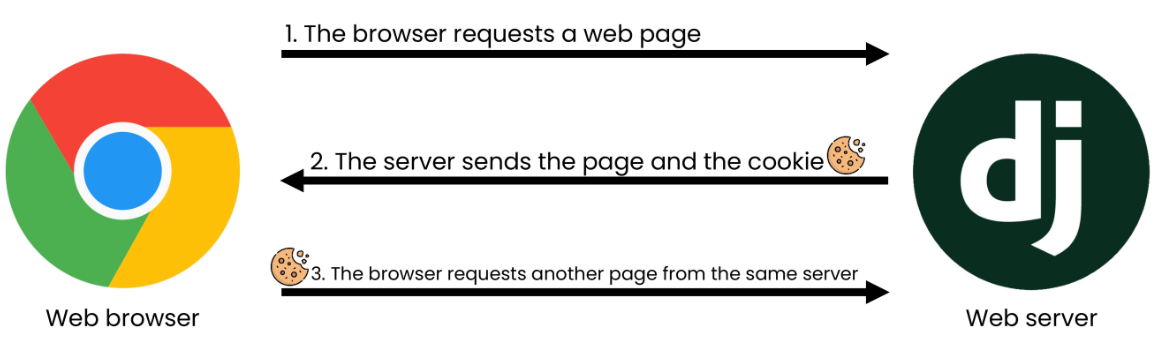 1. The browser requests a web page
2. The server sends the page and the cookie
3. The browser requests another page from the same server
dj
Web browser
Web server